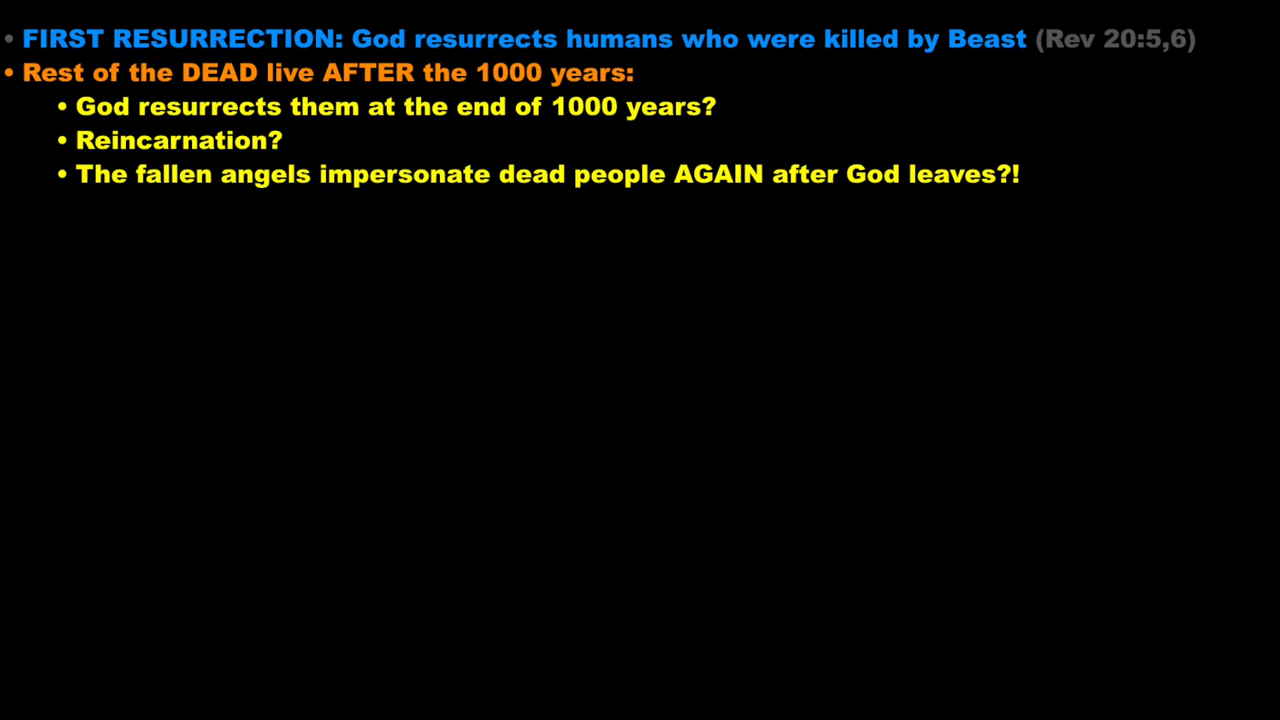 • FIRST RESURRECTION: God resurrects humans who were killed by Beast (Rev 20:5,6)
• Rest of the DEAD live AFTER the 1000 years:
• God resurrects them at the end of 1000 years?
• Reincarnation?
• The fallen angels impersonate dead people AGAIN after God leaves?!